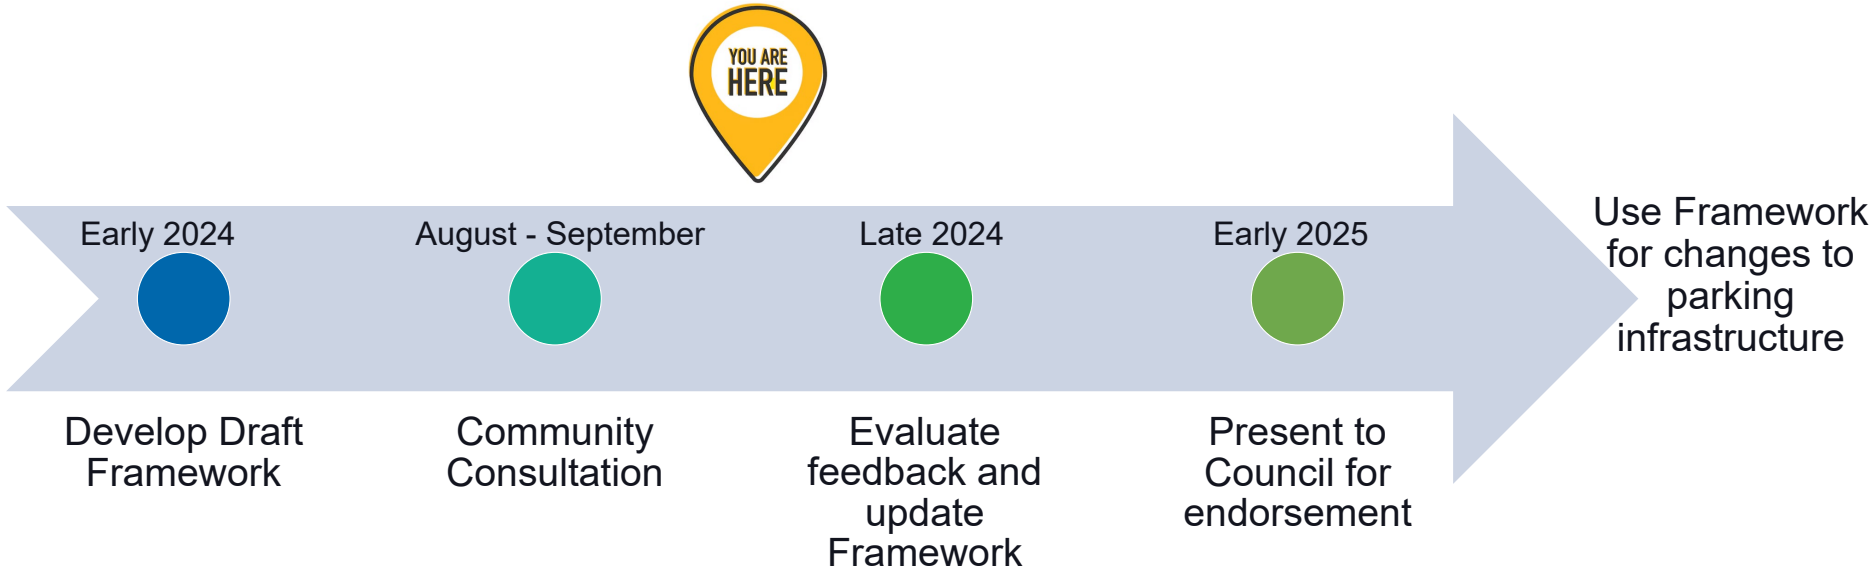 YOU ARE
HERE
Early 2024
August - September
Late 2024
Early 2025
Develop Draft
Framework
Community
Consultation
Evaluate
feedback and
update
Framework
Present to
Council for
endorsement
Use Framework
for changes to
parking
infrastructure